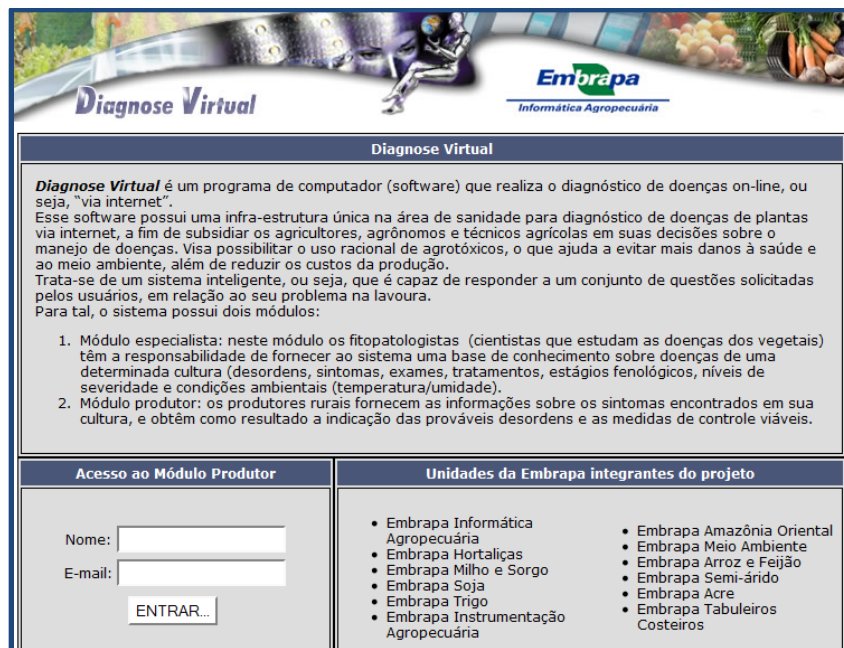 Diagnose Virtual
Embrapa
Informática Agropecuária
Diagnose Virtual
Diagnose Virtual é um programa de computador (software) que realiza o diagnóstico de doenças on-line, ou
seja, “via internet”.
Esse software possui uma infra-estrutura única na área de sanidade para diagnóstico de doenças de plantas
via internet, a fim de subsidiar os agricultores, agrônomos e técnicos agrícolas em suas decisões sobre o
manejo de doenças. Visa possibilitar o uso racional de agrotóxicos, o que ajuda a evitar mais danos à saúde e
ao meio ambiente, além de reduzir os custos da produção.
Trata-se de um sistema inteligente, ou seja, que é capaz de responder a um conjunto de questões solicitadas
pelos usuários, em relação ao seu problema na lavoura.
Para tal, o sistema possui dois módulos:
1. Módulo especialista: neste módulo os fitopatologistas (cientistas que estudam as doenças dos vegetais)
têm a responsabilidade de fornecer ao sistema uma base de conhecimento sobre doenças de uma
determinada cultura (desordens, sintomas, exames, tratamentos, estágios fenológicos, níveis de
severidade e condições ambientais (temperatura/umidade).
2. Módulo produtor: os produtores rurais fornecem as informações sobre os sintomas encontrados em sua
cultura, e obtêm como resultado a indicação das prováveis desordens e as medidas de controle viáveis.
Acesso ao Módulo Produtor
Nome:
E-mail:
ENTRAR...
Unidades da Embrapa integrantes do projeto
• Embrapa Informática
Agropecuária
• Embrapa Hortaliças
• Embrapa Milho e Sorgo
• Embrapa Soja
• Embrapa Trigo
• Embrapa Instrumentação
Agropecuária
• Embrapa Amazônia Oriental
• Embrapa Meio Ambiente
• Embrapa Arroz e Feijão
• Embrapa Semi-árido
• Embrapa Acre
• Embrapa Tabuleiros
Costeiros